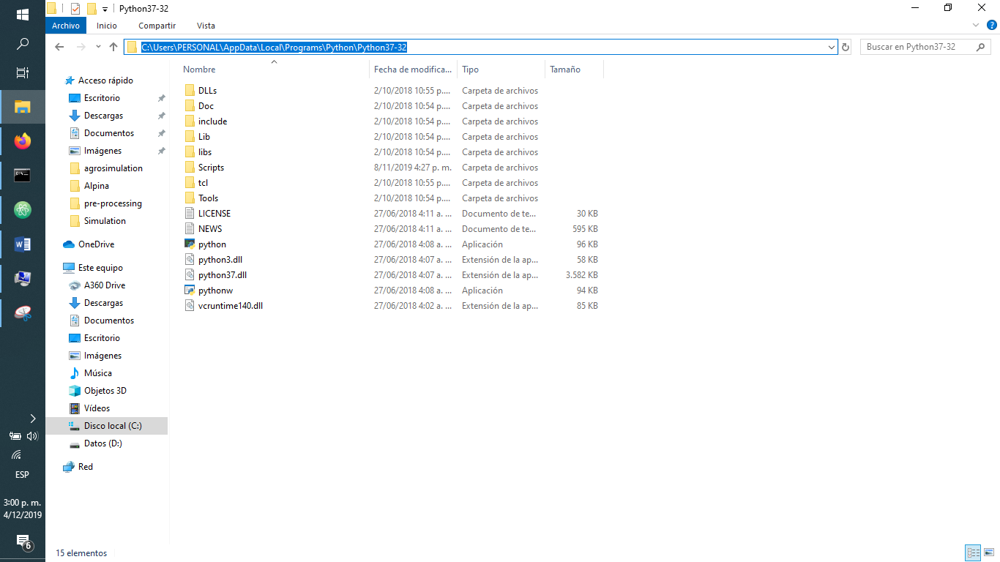 Python37-32
Archivo Inicio Compartir Vista
C:\Users\PERSONAL\AppData\Local\Programs\Python\Python37-32
Buscar en Python37-32
Acceso rápido
Escritorio
Descargas
Documentos
Imágenes
agrosimulation
Alpina
pre-processing
Simulation
OneDrive
Este equipo
A360 Drive
Descargas
Documentos
Escritorio
Imágenes
Música
Objetos 3D
Vídeos
Disco local (C:)
Datos (D:)
Red
Nombre Fecha de modifica... Tipo Tamaño
DLLs 2/10/2018 10:55 p.... Carpeta de archivos
Doc 2/10/2018 10:54 p.... Carpeta de archivos
include 2/10/2018 10:54 p.... Carpeta de archivos
Lib 2/10/2018 10:54 p.... Carpeta de archivos
libs 2/10/2018 10:54 p.... Carpeta de archivos
Scripts 8/11/2019 4:27 p. m. Carpeta de archivos
tcl 2/10/2018 10:55 p.... Carpeta de archivos
Tools 2/10/2018 10:54 p.... Carpeta de archivos
LICENSE 27/06/2018 4:11 a. ... Documento de te... 30 KB
NEWS 27/06/2018 4:11 a. ... Documento de te... 595 KB
python 27/06/2018 4:08 a. ... Aplicación 96 KB
python3.dll 27/06/2018 4:07 a. ... Extensión de la ap... 58 KB
python37.dll 27/06/2018 4:07 a. ... Extensión de la ap... 3.582 KB
pythonw 27/06/2018 4:08 a. ... Aplicación 94 KB
vcruntime140.dll 27/06/2018 4:02 a. ... Extensión de la ap... 85 KB
15 elementos
ESP
3:00 p. m.
4/12/2019
6